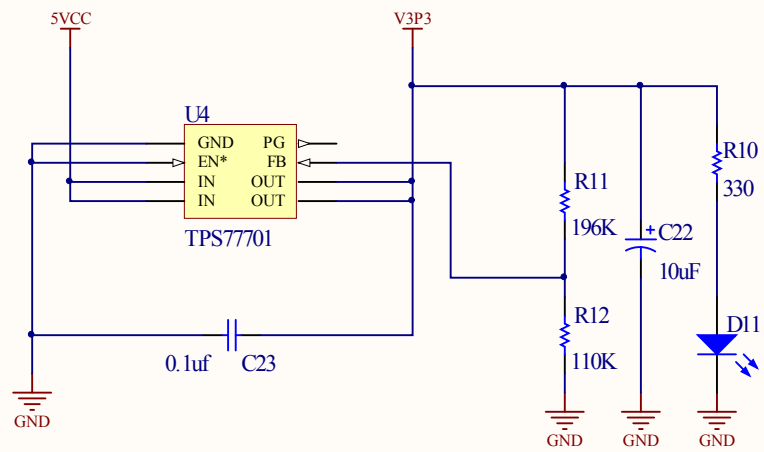 5VCC
V3P3
U4
GND PG
EN* FB
IN OUT
IN OUT
TPS77701
R10
330
R11
196K
C22
10uF
R12
110K
D11
0.1uf C23
GND
GND GND GND